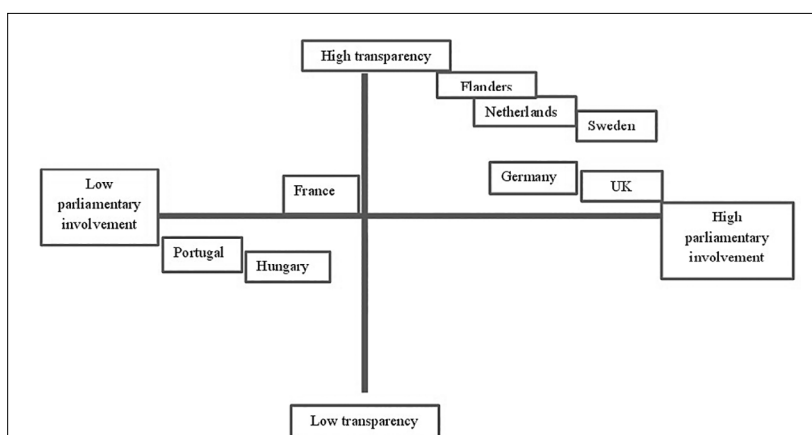 High transparency
Flanders
Netherlands
Sweden
Germany
UK
France
Low
parliamentary
involvement
High
parliamentary
involvement
Portugal
Hungary
Low transparency